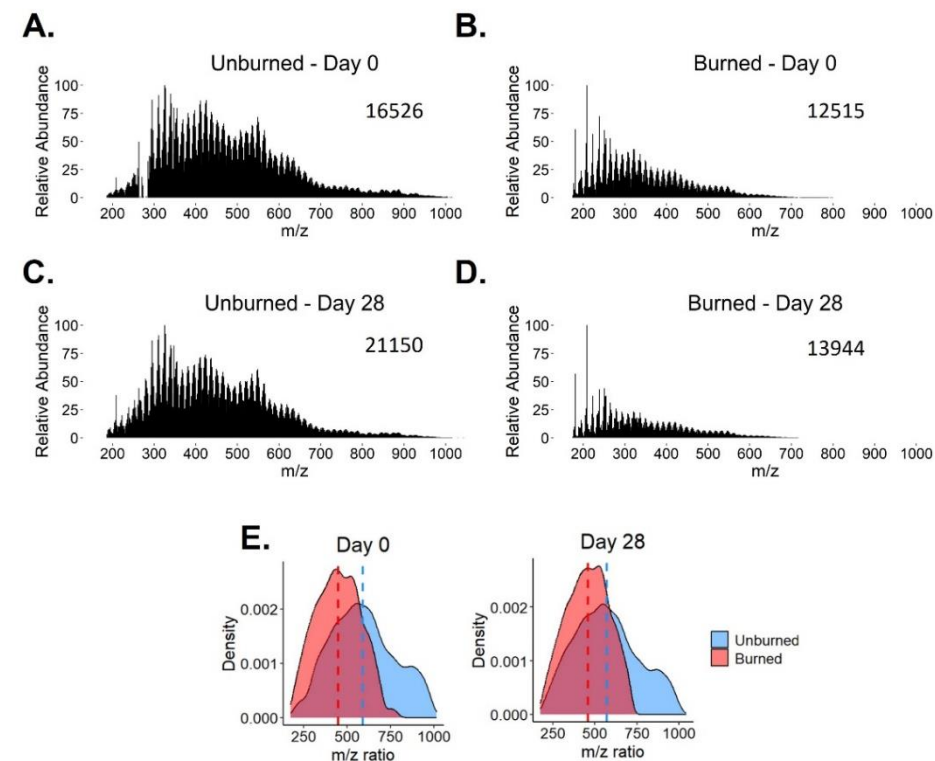 A.
Unburned - Day 0
16526
Relative Abundance
100
75
50
25
0
200 300 400 500 600 700 800 900 1000
m/z
B.
Burned - Day 0
12515
Relative Abundance
100
75
50
25
0
200 300 400 500 600 700 800 900 1000
m/z
C.
Unburned - Day 28
21150
Relative Abundance
100
75
50
25
0
200 300 400 500 600 700 800 900 1000
m/z
D.
Burned - Day 28
13944
Relative Abundance
100
75
50
25
0
200 300 400 500 600 700 800 900 1000
m/z
E.
Day 0
Density
0.002
0.001
0.000
250 500 750 1000
m/z ratio
Day 28
Density
0.002
0.001
0.000
250 500 750 1000
m/z ratio
Unburned
Burned